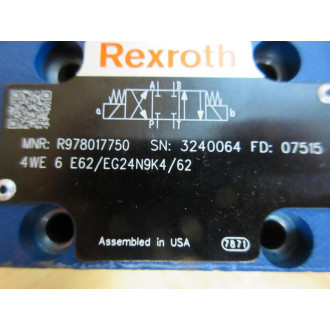 Rexroth
A B
a b
P T
MNR: R978017750 SN: 3240064 FD: 07515
4WE 6 E62/EG24N9K4/62
Assembled in USA 7871